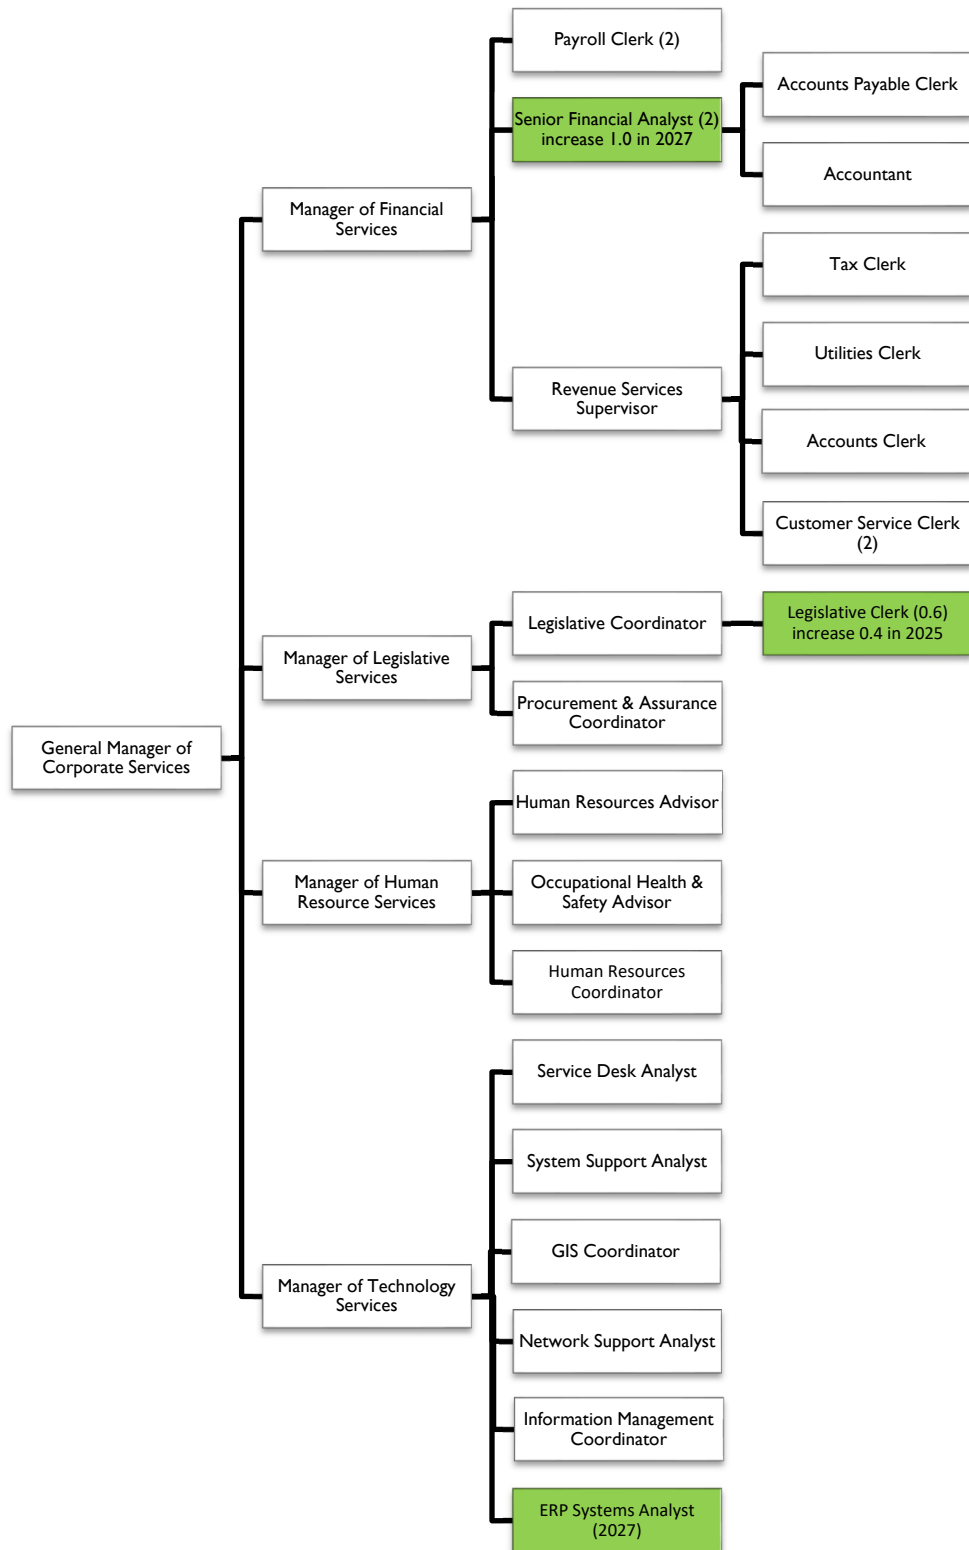 Payroll Clerk (2)
Accounts Payable Clerk
Senior Financial Analyst (2)
increase 1.0 in 2027
Accountant
Manager of Financial
Services
Tax Clerk
Utilities Clerk
Revenue Services
Supervisor
Accounts Clerk
Customer Service Clerk
(2)
Legislative Coordinator
Legislative Clerk (0.6)
increase 0.4 in 2025
Manager of Legislative
Services
Procurement & Assurance
Coordinator
General Manager of
Corporate Services
Human Resources Advisor
Manager of Human
Resource Services
Occupational Health &
Safety Advisor
Human Resources
Coordinator
Service Desk Analyst
System Support Analyst
GIS Coordinator
Manager of Technology
Services
Network Support Analyst
Information Management
Coordinator
ERP Systems Analyst
(2027)